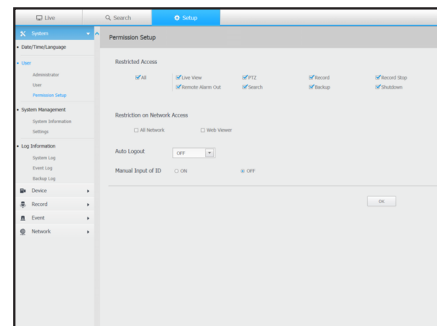 Live
Search
Setup
System
Permission Setup
Date/Time/Language
User
Administrator
User
Permission Setup
System Management
System Information
Settings
Log Information
System Log
Event Log
Backup Log
Device
Record
Event
Network
Restricted Access
All
Live View
PTZ
Record
Record Stop
Remote Alarm Out
Search
Backup
Shutdown
Restriction on Network Access
All Network
Web Viewer
Auto Logout
OFF
Manual Input of ID
ON
OFF
OK